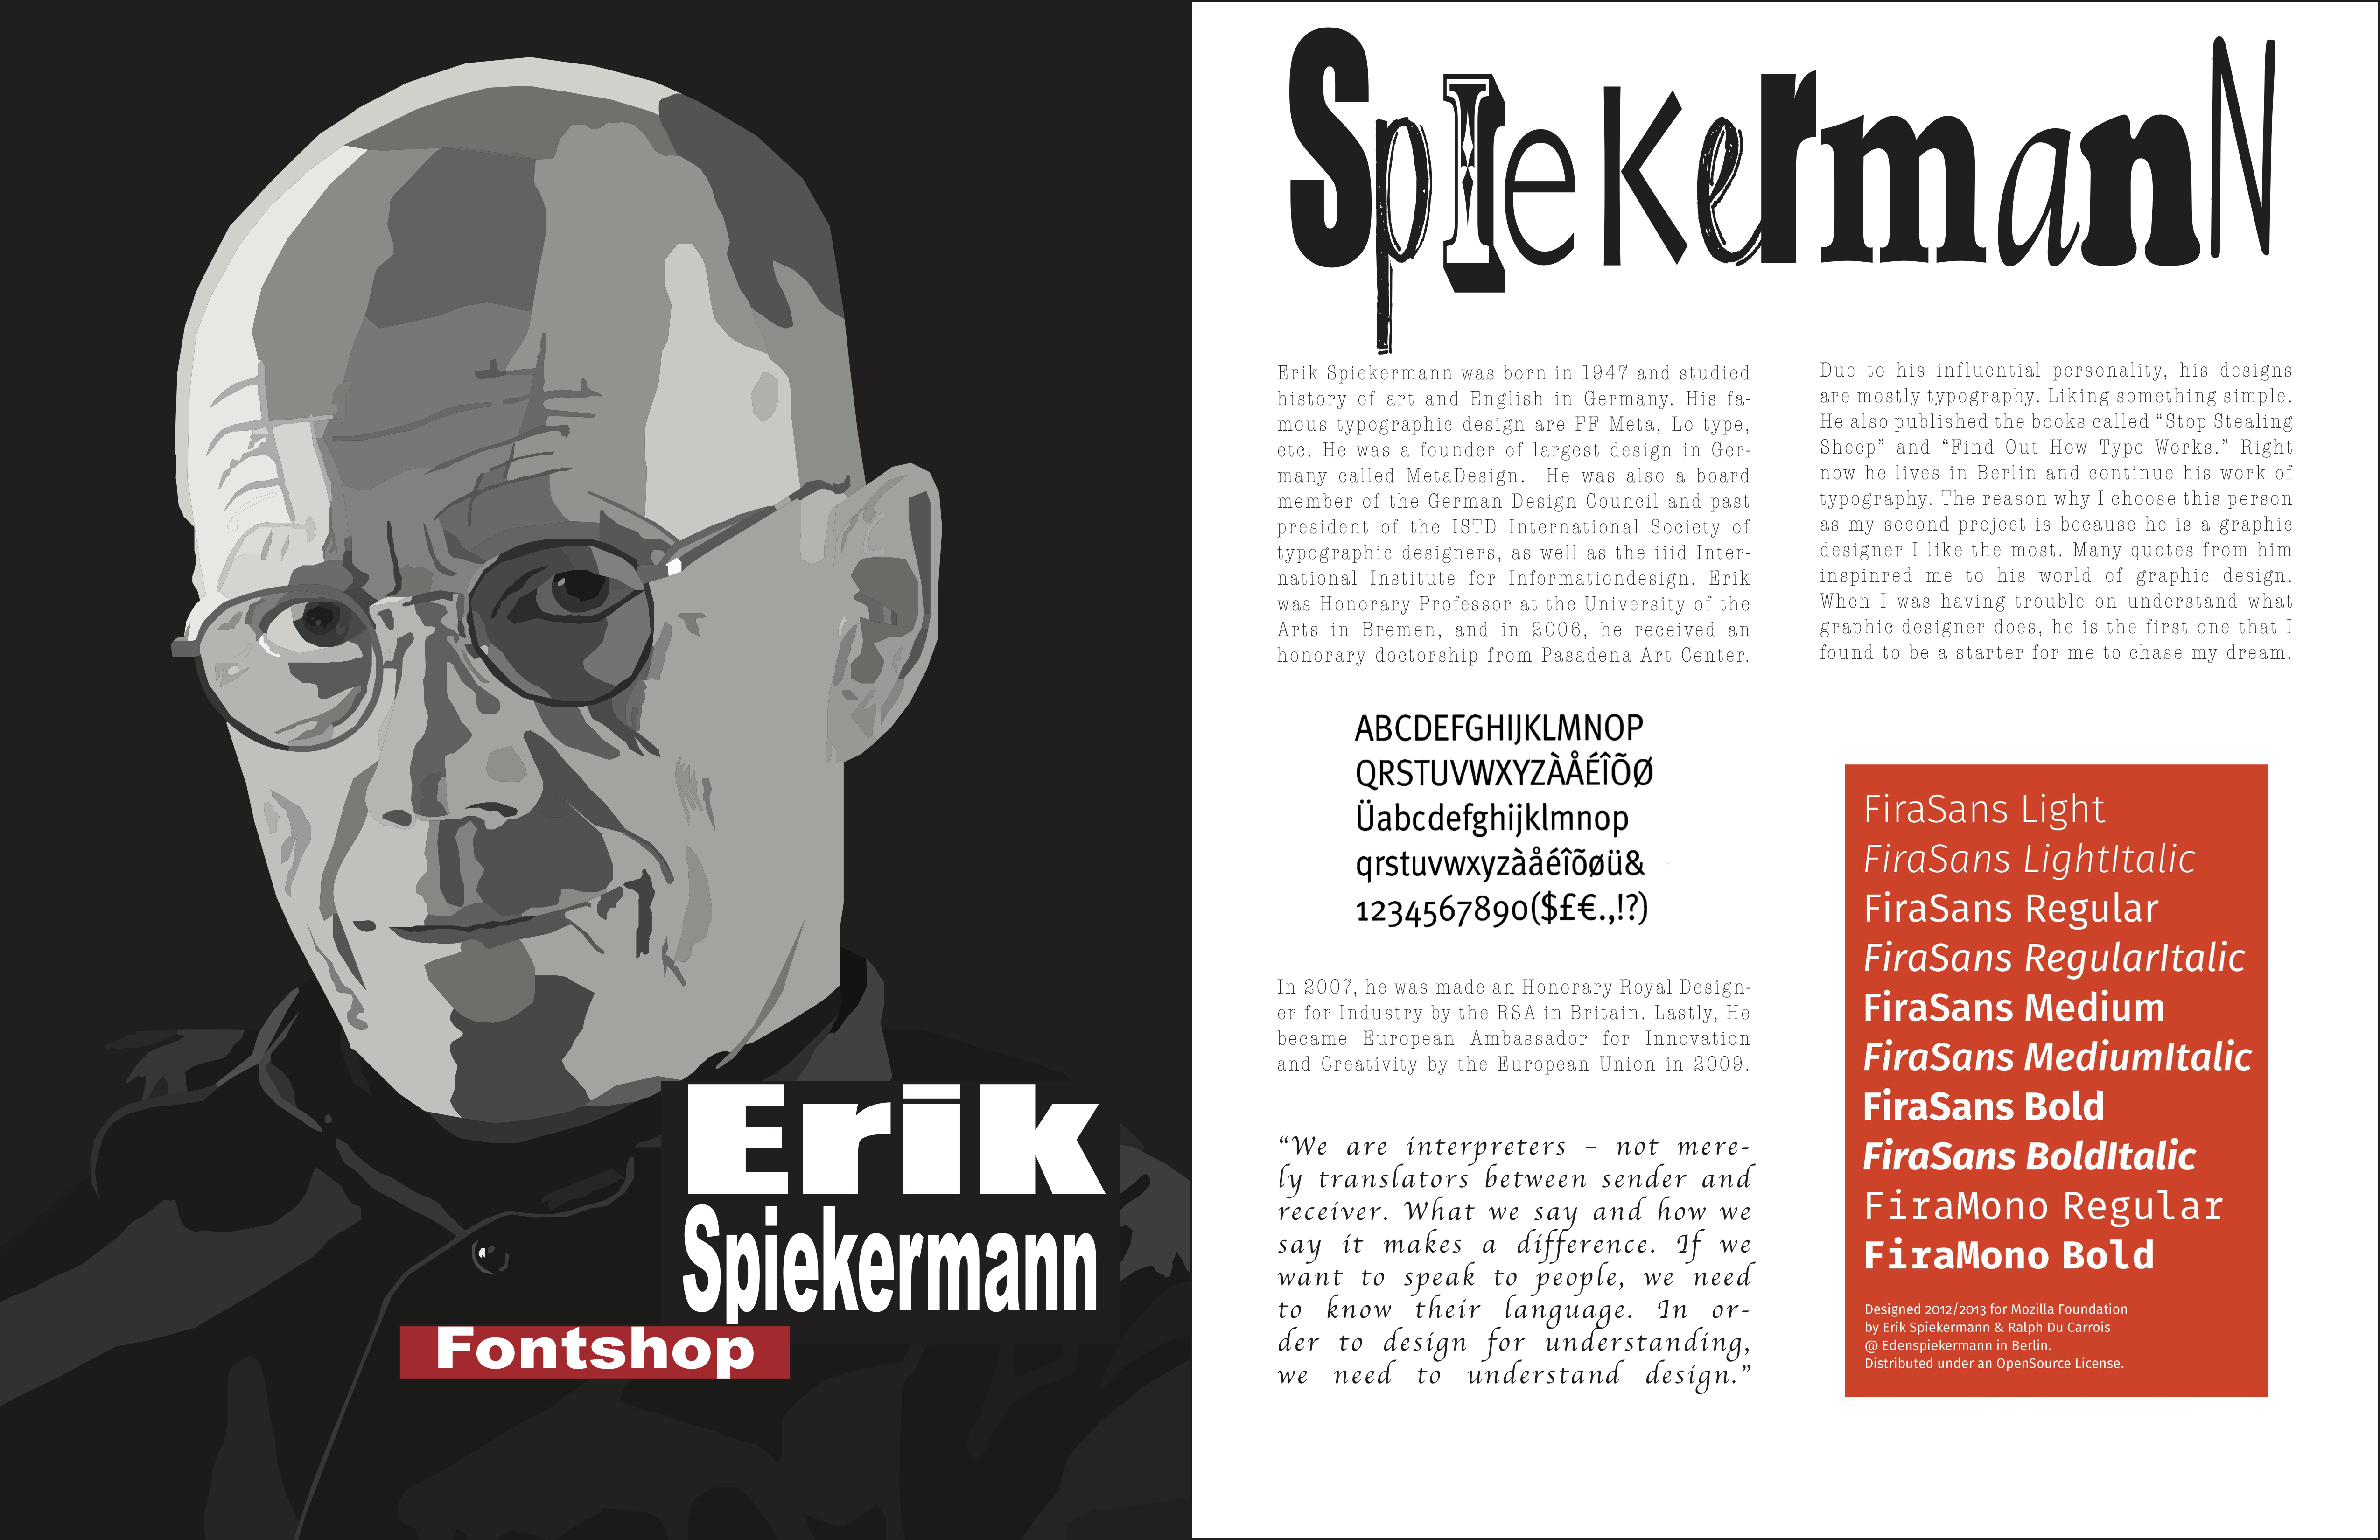 Erik
Spiekermann
Fontshop
SpIeKermanN
Erik Spiekermann was born in 1947 and studied
history of art and English in Germany. His fa-
mous typographic design are FF Meta, Lo type,
etc. He was a founder of largest design in Ger-
many called MetaDesign. He was also a board
member of the German Design Council and past
president of the ISTD International Society of
typographic designers, as well as the iiid Inter-
national Institute for Informationdesign. Erik
was Honorary Professor at the University of the
Arts in Bremen, and in 2006, he received an
honorary doctorship from Pasadena Art Center.
ABCDEFGHIJKLMNOP
QRSTUVWXYZÀÅÉÎÕØ
Üabcdefghijklmnop
qrstuvwxyzàåéîõøü&
1234567890($£€.,!?)
In 2007, he was made an Honorary Royal Design-
er for Industry by the RSA in Britain. Lastly, He
became European Ambassador for Innovation
and Creativity by the European Union in 2009.
“We are interpreters – not mere-
ly translators between sender and
receiver. What we say and how we
say it makes a difference. If we
want to speak to people, we need
to know their language. In or-
der to design for understanding,
we need to understand design.”
Due to his influential personality, his designs
are mostly typography. Liking something simple.
He also published the books called “Stop Stealing
Sheep” and “Find Out How Type Works.” Right
now he lives in Berlin and continue his work of
typography. The reason why I choose this person
as my second project is because he is a graphic
designer I like the most. Many quotes from him
inspinred me to his world of graphic design.
When I was having trouble on understand what
graphic designer does, he is the first one that I
found to be a starter for me to chase my dream.
FiraSans Light
FiraSans LightItalic
FiraSans Regular
FiraSans RegularItalic
FiraSans Medium
FiraSans MediumItalic
FiraSans Bold
FiraSans BoldItalic
FiraMono Regular
FiraMono Bold
Designed 2012/2013 for Mozilla Foundation
by Erik Spiekermann & Ralph Du Carrois
@ Edenspiekermann in Berlin.
Distributed under an OpenSource License.